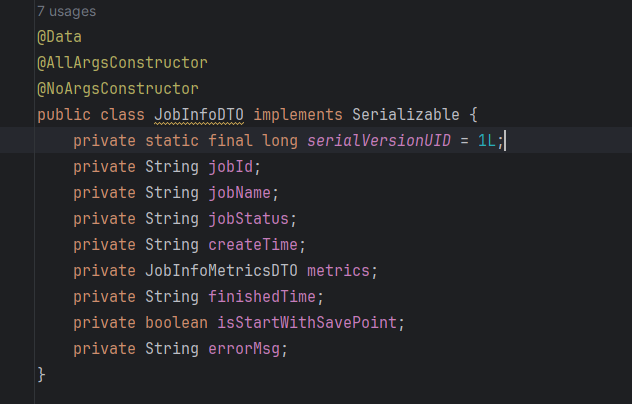 7 usages
@Data
@AllArgsConstructor
@NoArgsConstructor
public class JobInfoDTO implements Serializable {
    private static final long serialVersionUID = 1L;
    private String jobId;
    private String jobName;
    private String jobStatus;
    private String createTime;
    private JobInfoMetricsDTO metrics;
    private String finishedTime;
    private boolean isStartWithSavePoint;
    private String errorMsg;
}